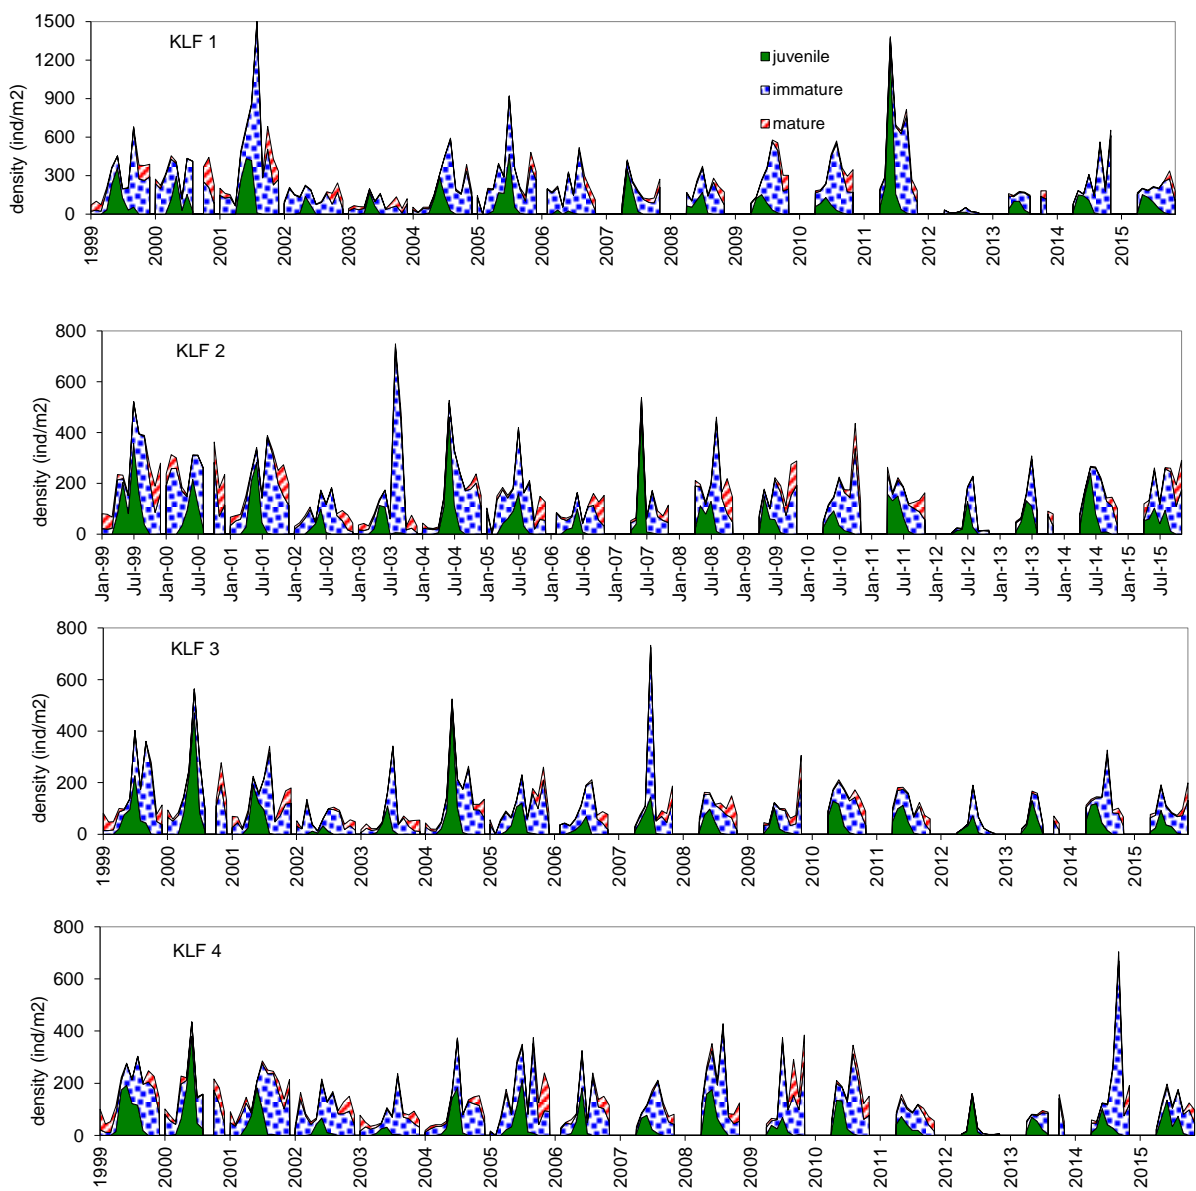 KLF 1
density (ind/m2)
1500
1200
900
600
300
0
juvenile
immature
mature
1999 2000 2001 2002 2003 2004 2005 2006 2007 2008 2009 2010 2011 2012 2013 2014 2015
KLF 2
density (ind/m2)
800
600
400
200
0
Jan-99 Jul-99 Jan-00 Jul-00 Jan-01 Jul-01 Jan-02 Jul-02 Jan-03 Jul-03 Jan-04 Jul-04 Jan-05 Jul-05 Jan-06 Jul-06 Jan-07 Jul-07 Jan-08 Jul-08 Jan-09 Jul-09 Jan-10 Jul-10 Jan-11 Jul-11 Jan-12 Jul-12 Jan-13 Jul-13 Jan-14 Jul-14 Jan-15 Jul-15
KLF 3
density (ind/m2)
800
600
400
200
0
1999 2000 2001 2002 2003 2004 2005 2006 2007 2008 2009 2010 2011 2012 2013 2014 2015
KLF 4
density (ind/m2)
800
600
400
200
0
1999 2000 2001 2002 2003 2004 2005 2006 2007 2008 2009 2010 2011 2012 2013 2014 2015